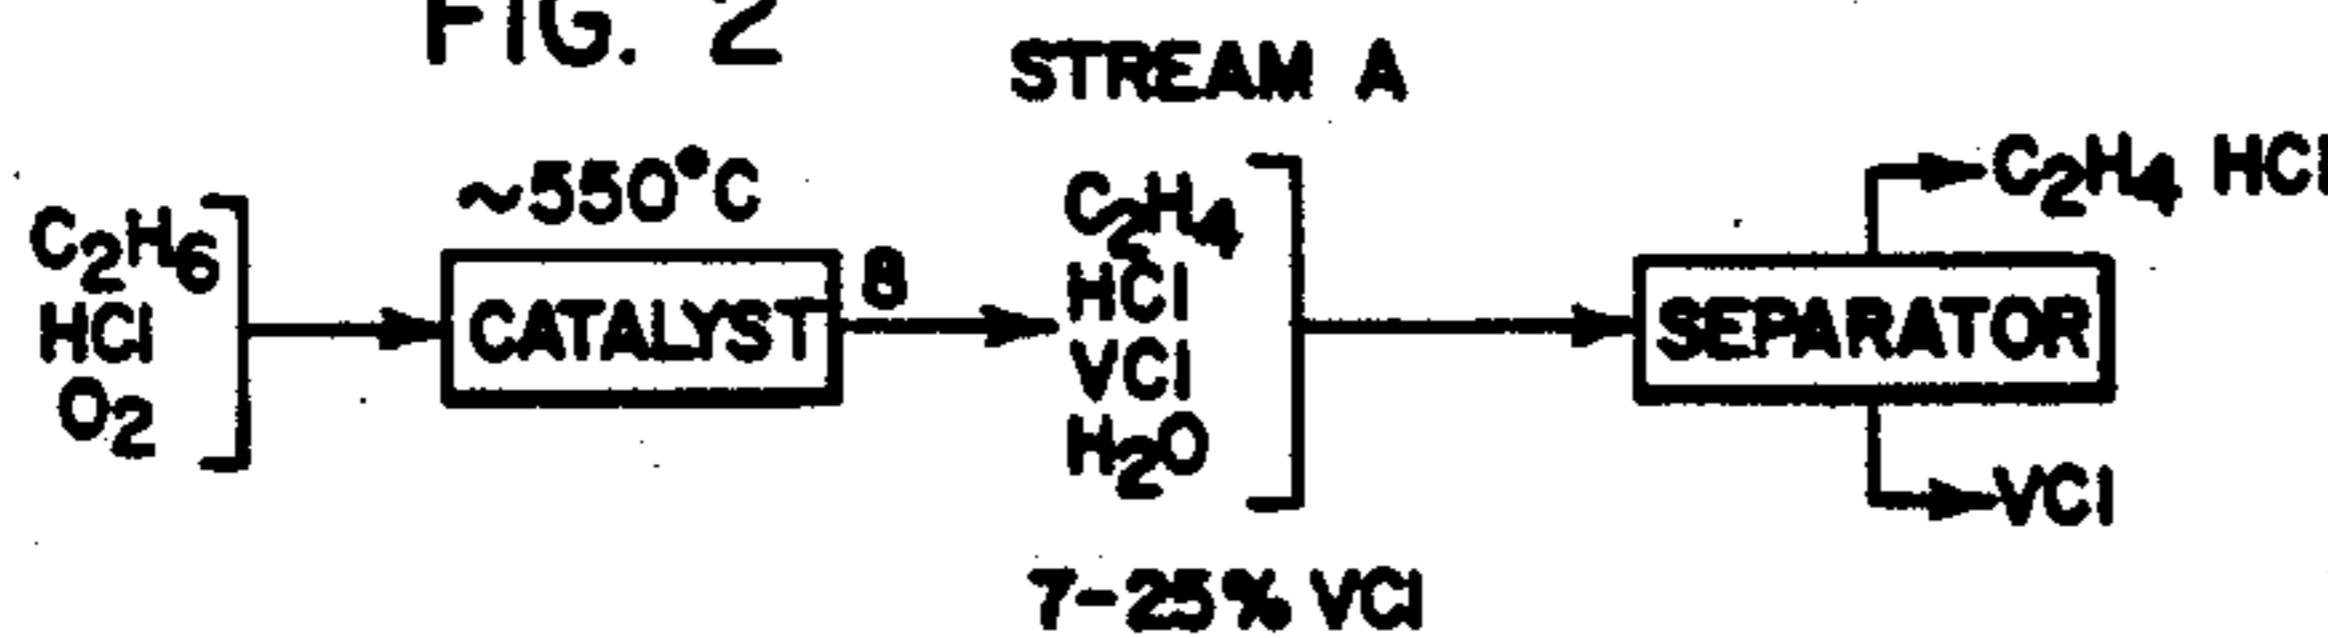 FIG. 2
STREAM A
~550°C
C2H6
HCl
O2
CATALYST
8
C2H4
HCl
VCl
H2O
7-25% VCl
SEPARATOR
C2H4 HCl
VCl